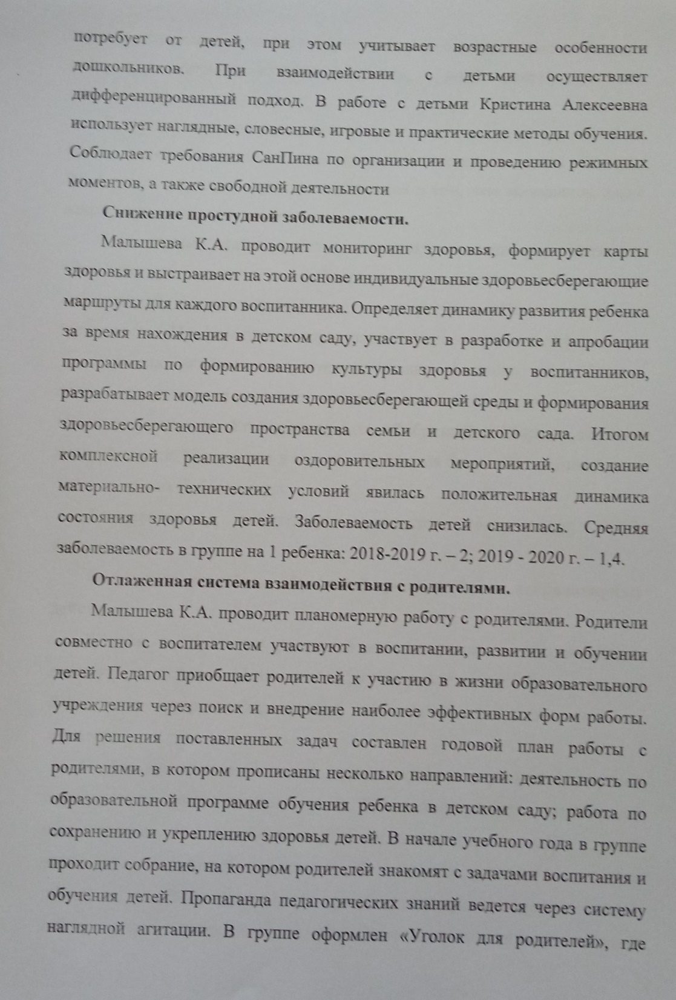 потребует от детей, при этом учитывает возрастные особенности
дошкольников. При взаимодействии с детьми осуществляет
дифференцированный подход. В работе с детьми Кристина Алексеевна
использует наглядные, словесные, игровые и практические методы обучения.
Соблюдает требования СанПина по организации и проведению режимных
моментов, а также свободной деятельности
Снижение простудной заболеваемости.
Малышева К.А. проводит мониторинг здоровья, формирует карты
здоровья и выстраивает на этой основе индивидуальные здоровьесберегающие
маршруты для каждого воспитанника. Определяет динамику развития ребенка
за время нахождения в детском саду, участвует в разработке и апробации
программы по формированию культуры здоровья у воспитанников,
разрабатывает модель создания здоровьесберегающей среды и формирования
здоровьесберегающего пространства семьи и детского сада. Итогом
комплексной реализации оздоровительных мероприятий, создание
материально- технических условий явилась положительная динамика
состояния здоровья детей. Заболеваемость детей снизилась. Средняя
заболеваемость в группе на 1 ребенка: 2018-2019 г. – 2; 2019 - 2020 г. – 1,4.
Отлаженная система взаимодействия с родителями.
Малышева К.А. проводит планомерную работу с родителями. Родители
совместно с воспитателем участвуют в воспитании, развитии и обучении
детей. Педагог приобщает родителей к участию в жизни образовательного
учреждения через поиск и внедрение наиболее эффективных форм работы.
Для решения поставленных задач составлен годовой план работы с
родителями, в котором прописаны несколько направлений: деятельность по
образовательной программе обучения ребенка в детском саду; работа по
сохранению и укреплению здоровья детей. В начале учебного года в группе
проходит собрание, на котором родителей знакомят с задачами воспитания и
обучения детей. Пропаганда педагогических знаний ведется через систему
наглядной агитации. В группе оформлен «Уголок для родителей», где